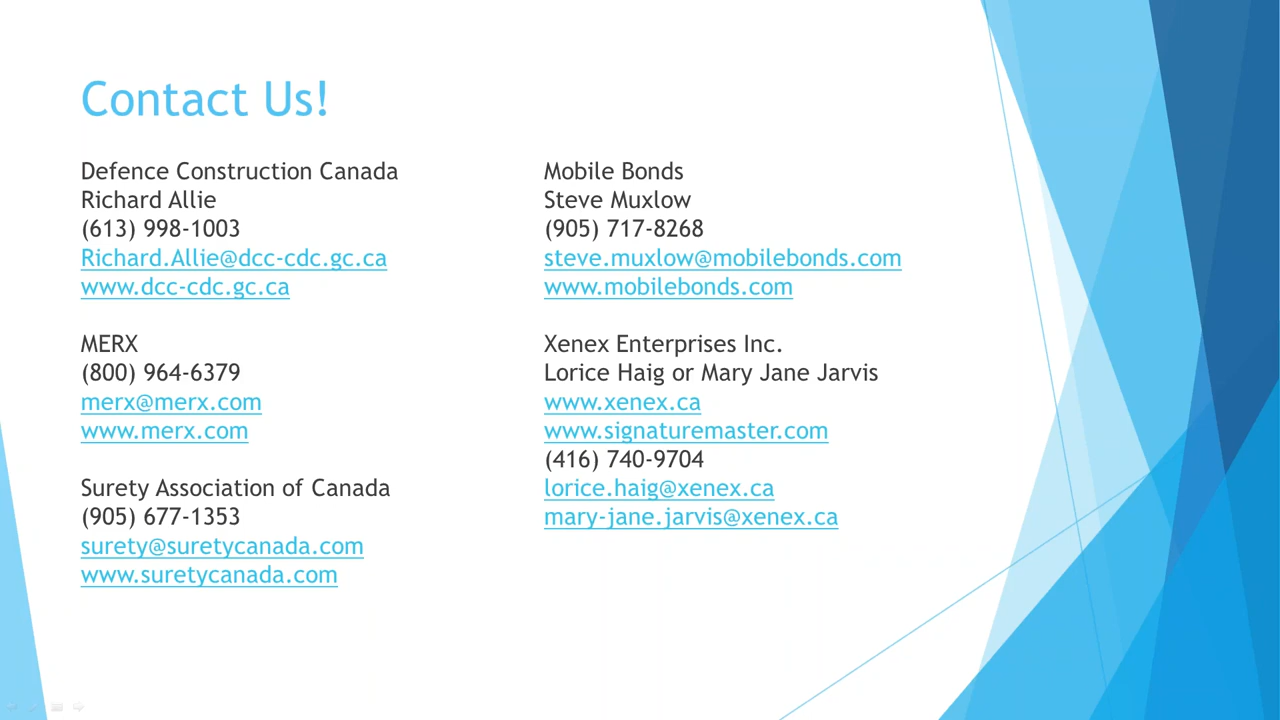 Contact Us!
Defence Construction Canada
Richard Allie
(613) 998-1003
Richard.Allie@dcc-cdc.gc.ca
www.dcc-cdc.gc.ca
MERX
(800) 964-6379
merx@merx.com
www.merx.com
Surety Association of Canada
(905) 677-1353
surety@suretycanada.com
www.suretycanada.com
Mobile Bonds
Steve Muxlow
(905) 717-8268
steve.muxlow@mobilebonds.com
www.mobilebonds.com
Xenex Enterprises Inc.
Lorice Haig or Mary Jane Jarvis
www.xenex.ca
www.signaturemaster.com
(416) 740-9704
lorice.haig@xenex.ca
mary-jane.jarvis@xenex.ca